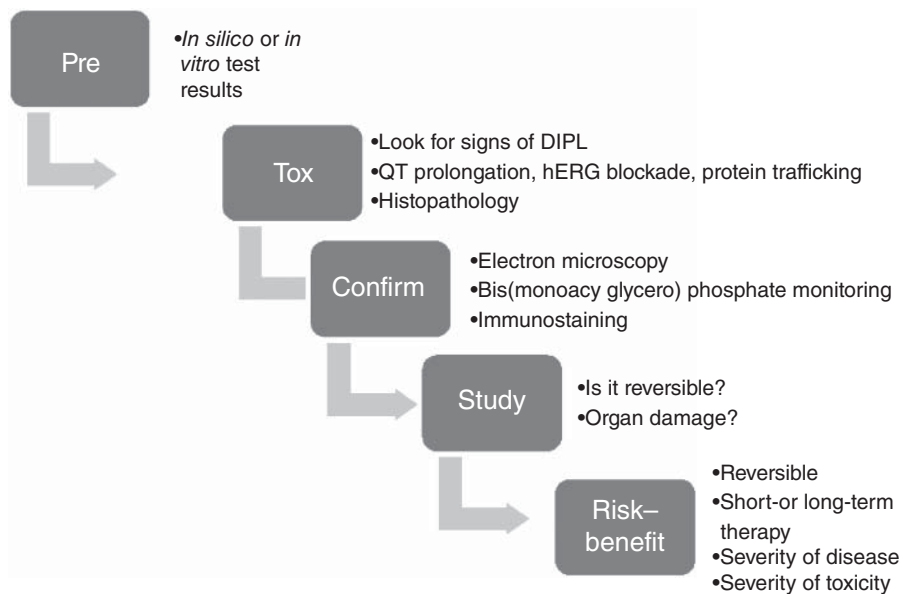 Pre
•In silico or in
vitro test
results
Tox
•Look for signs of DIPL
•QT prolongation, hERG blockade, protein trafficking
•Histopathology
Confirm
•Electron microscopy
•Bis(monoacy glycero) phosphate monitoring
•Immunostaining
Study
•Is it reversible?
•Organ damage?
Risk–
benefit
•Reversible
•Short-or long-term
therapy
•Severity of disease
•Severity of toxicity